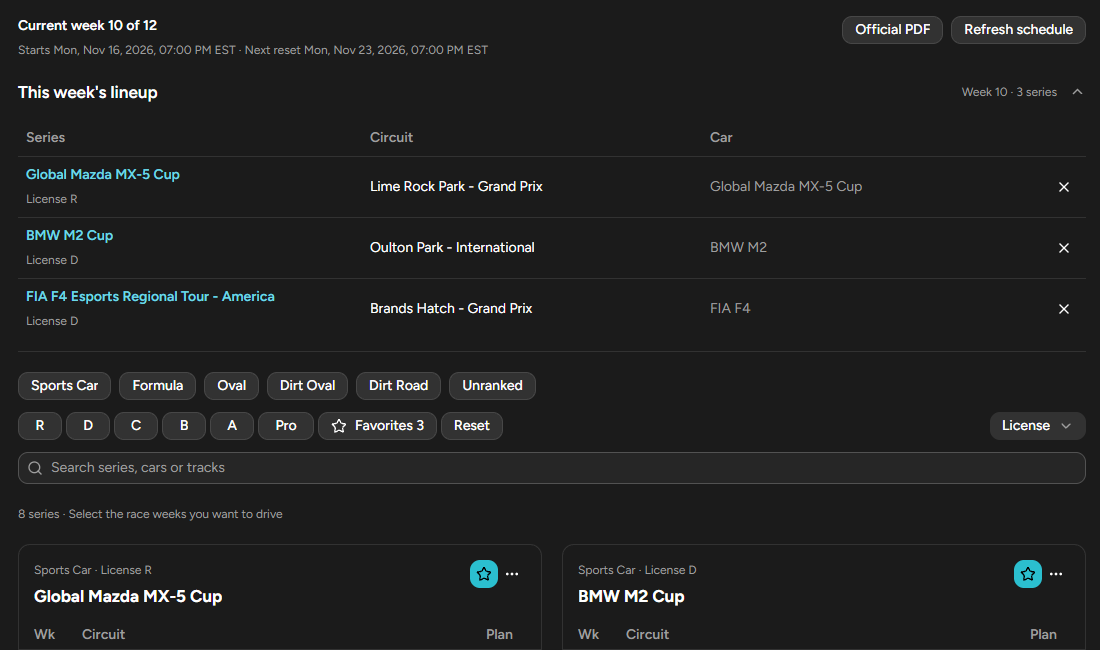 Current week 10 of 12
Starts Mon, Nov 16, 2026, 07:00 PM EST · Next reset Mon, Nov 23, 2026, 07:00 PM EST
Official PDF
Refresh schedule
This week's lineup
Week 10 · 3 series
Series Circuit Car
Global Mazda MX-5 Cup
License R
Lime Rock Park - Grand Prix
Global Mazda MX-5 Cup
BMW M2 Cup
License D
Oulton Park - International
BMW M2
FIA F4 Esports Regional Tour - America
License D
Brands Hatch - Grand Prix
FIA F4
Sports Car Formula Oval Dirt Oval Dirt Road Unranked
R D C B A Pro Favorites 3 Reset
License
Search series, cars or tracks
8 series · Select the race weeks you want to drive
Sports Car · License R
Global Mazda MX-5 Cup
Wk Circuit Plan
Sports Car · License D
BMW M2 Cup
Wk Circuit Plan